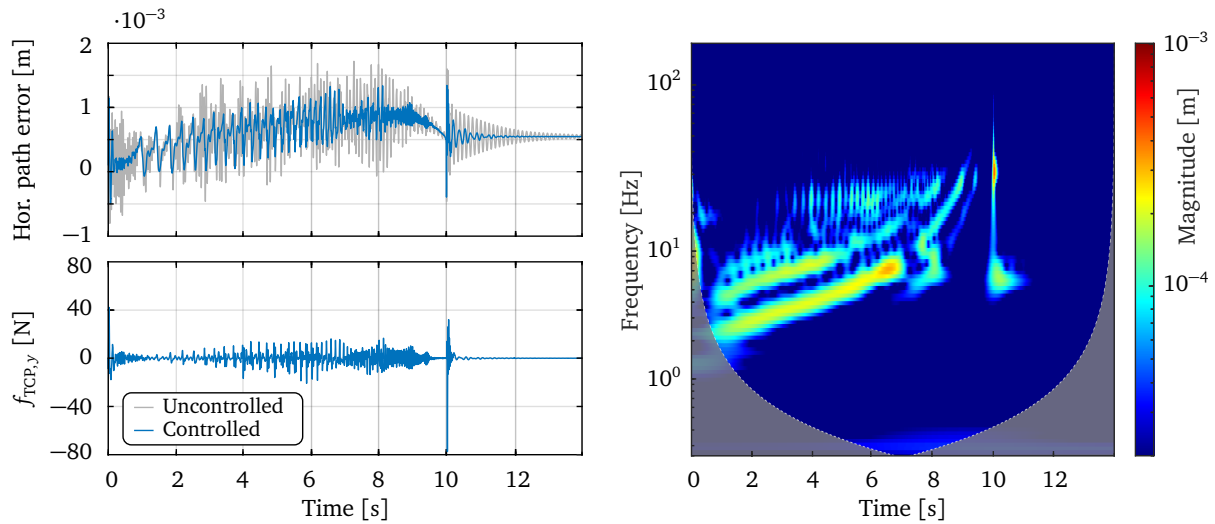 ·10⁻³
2
1
0
−1
Hor. path error [m]
80
40
0
−40
−80
f_TCP,y [N]
Uncontrolled
Controlled
0 2 4 6 8 10 12
Time [s]
10²
10¹
10⁰
Frequency [Hz]
0 2 4 6 8 10 12
Time [s]
10⁻³
10⁻⁴
Magnitude [m]